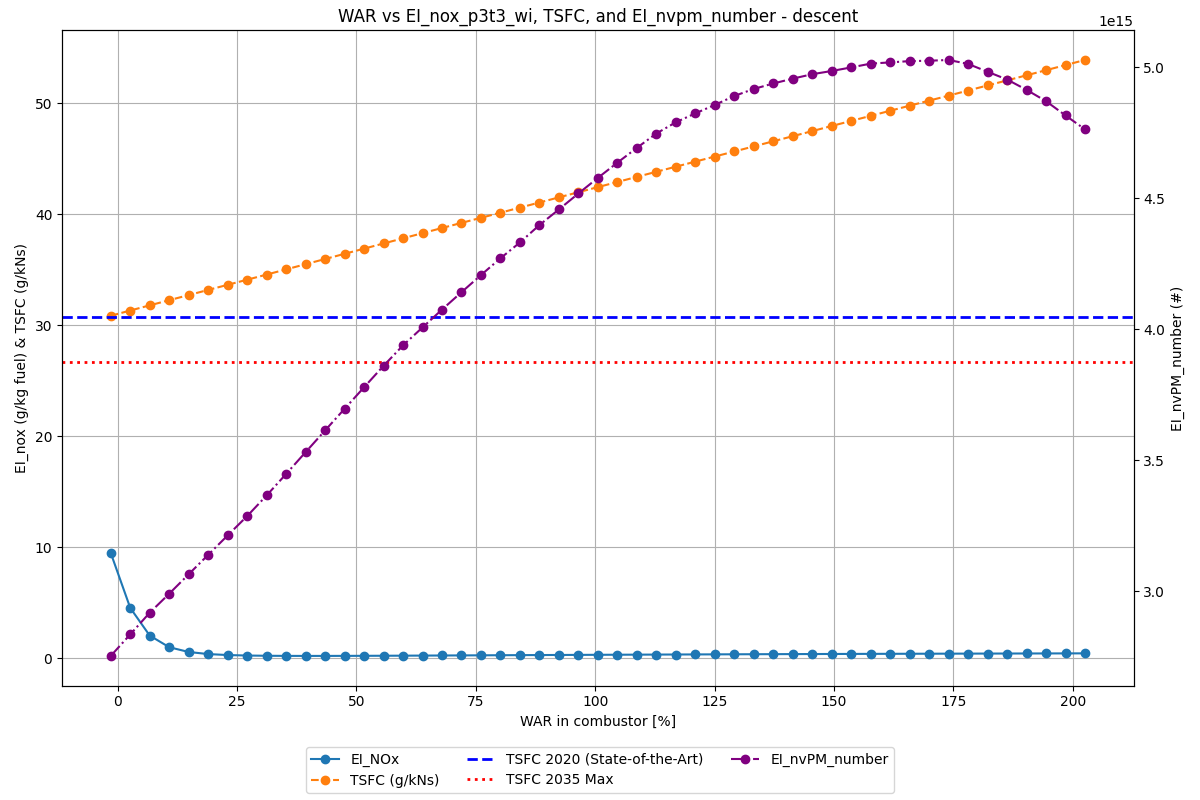 WAR vs EI_nox_p3t3_wi, TSFC, and EI_nvpm_number - descent
1e15
EI_nox (g/kg fuel) & TSFC (g/kNs)
50
40
30
20
10
0
5.0
4.5
4.0
3.5
3.0
EI_nvPM_number (#)
0 25 50 75 100 125 150 175 200
WAR in combustor [%]
EI_NOx TSFC 2020 (State-of-the-Art) EI_nvPM_number
TSFC (g/kNs) TSFC 2035 Max